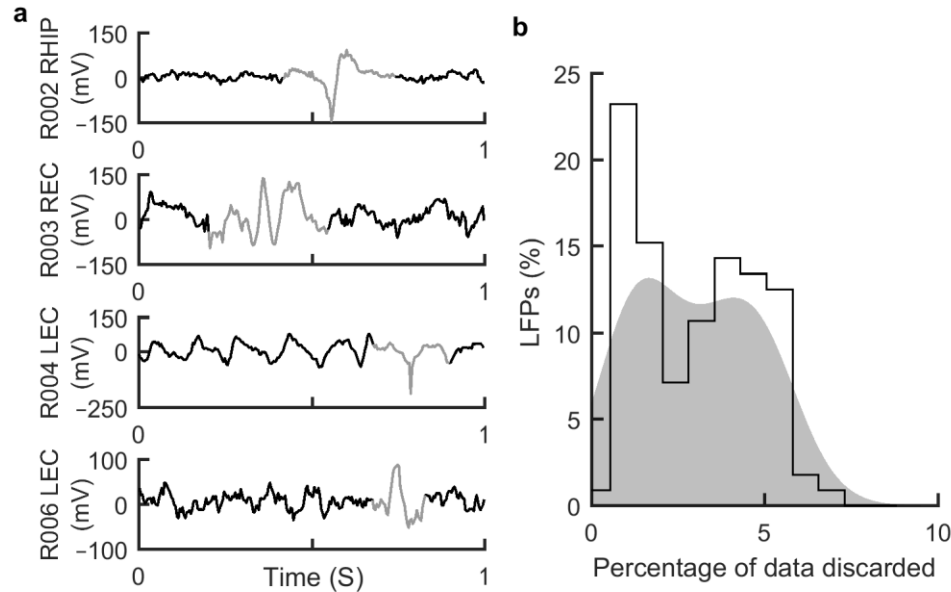 a
R002 RHIP
(mV)
150
0
−150
0
1
R003 REC
(mV)
150
0
−150
0
1
R004 LEC
(mV)
150
0
−250
0
1
R006 LEC
(mV)
100
0
−100
0
Time (S)
1
b
LFPs (%)
25
20
15
10
5
0
0
5
10
Percentage of data discarded